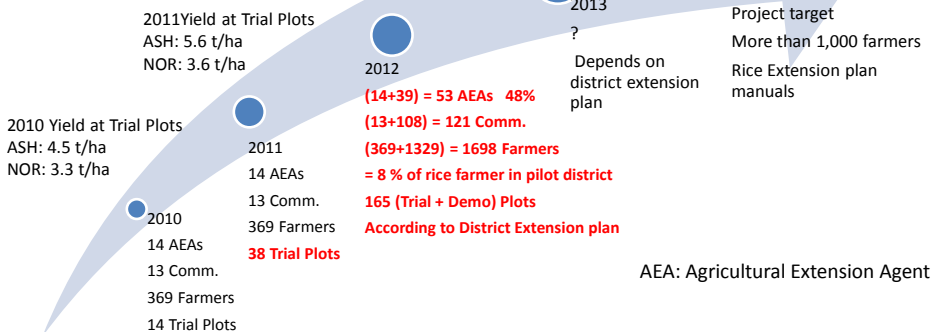 2011Yield at Trial Plots
ASH: 5.6 t/ha
NOR: 3.6 t/ha
2010 Yield at Trial Plots
ASH: 4.5 t/ha
NOR: 3.3 t/ha
2010
14 AEAs
13 Comm.
369 Farmers
14 Trial Plots
2011
14 AEAs
13 Comm.
369 Farmers
38 Trial Plots
2012
(14+39) = 53 AEAs 48%
(13+108) = 121 Comm.
(369+1329) = 1698 Farmers
= 8 % of rice farmer in pilot district
165 (Trial + Demo) Plots
According to District Extension plan
2013
?
Depends on
district extension
plan
Project target
More than 1,000 farmers
Rice Extension plan
manuals
AEA: Agricultural Extension Agent